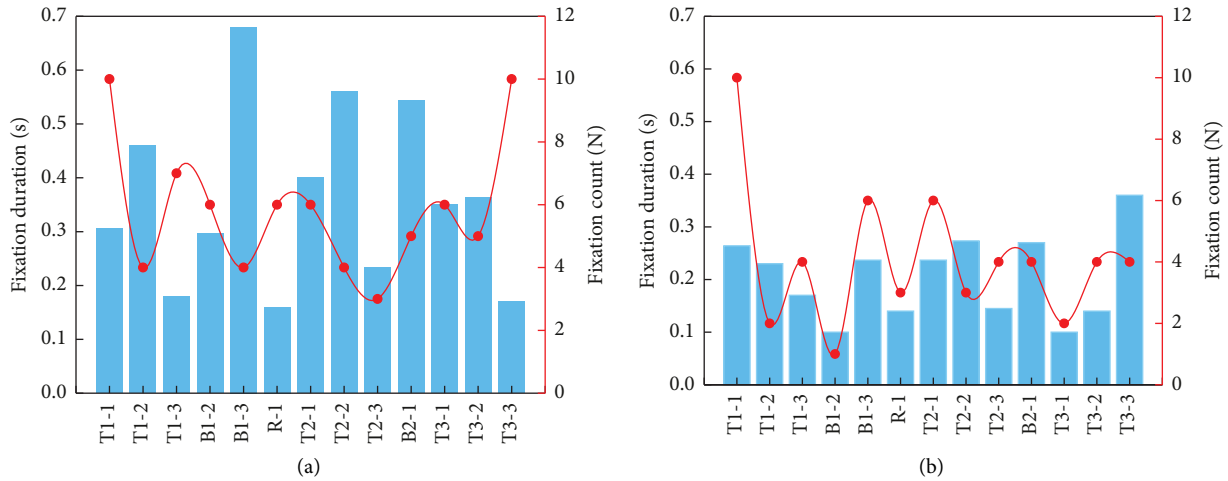 0.7
0.6
0.5
0.4
0.3
0.2
0.1
0.0
Fixation duration (s)
12
10
8
6
4
2
0
Fixation count (N)
T1-1
T1-2
T1-3
B1-2
B1-3
R-1
T2-1
T2-2
T2-3
B2-1
T3-1
T3-2
T3-3
(a)
0.7
0.6
0.5
0.4
0.3
0.2
0.1
0.0
Fixation duration (s)
12
10
8
6
4
2
0
Fixation count (N)
T1-1
T1-2
T1-3
B1-2
B1-3
R-1
T2-1
T2-2
T2-3
B2-1
T3-1
T3-2
T3-3
(b)